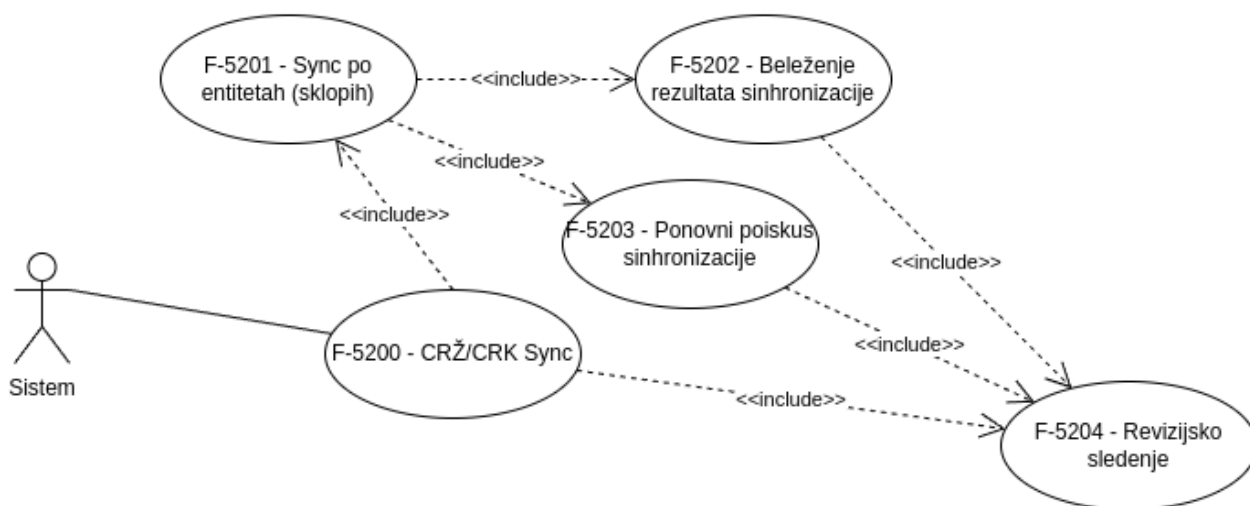 F-5201 - Sync po
entitetah (sklopih)
<<include>>
F-5202 - Beleženje
rezultata sinhronizacije
<<include>>
<<include>>
F-5203 - Ponovni poiskus
sinhronizacije
<<include>>
<<include>>
Sistem
F-5200 - CRŽ/CRK Sync
<<include>>
<<include>>
F-5204 - Revizijsko
sledenje